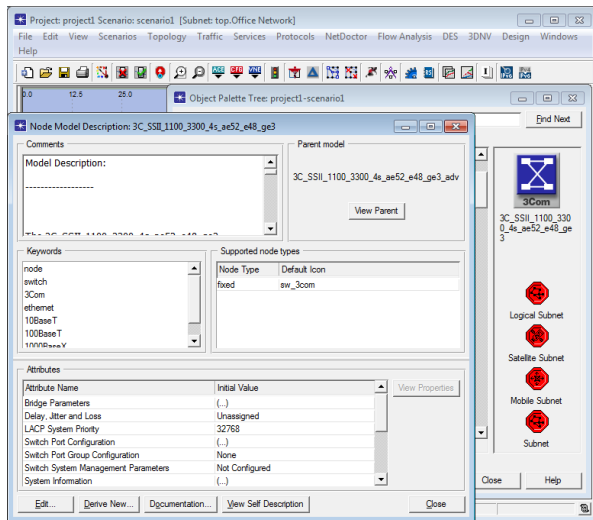 Project: project1 Scenario: scenario1 [Subnet: top.Office Network]
File Edit View Scenarios Topology Traffic Services Protocols NetDoctor Flow Analysis DES 3DNV Design Windows
Help
0.0 12.5 25.0
Object Palette Tree: project1-scenario1
Find Next
Node Model Description: 3C_SSII_1100_3300_4s_ae52_e48_ge3
Comments
Model Description:
------------------
Parent model
3C_SSII_1100_3300_4s_ae52_e48_ge3_adv
View Parent
Keywords
node
switch
3Com
ethernet
10BaseT
100BaseT
1000BaseX
Supported node types
Node Type Default Icon
fixed sw_3com
Attributes
Attribute Name Initial Value
Bridge Parameters (...)
Delay, Jitter and Loss Unassigned
LACP System Priority 32768
Switch Port Configuration (...)
Switch Port Group Configuration None
Switch System Management Parameters Not Configured
System Information (...)
View Properties
Edit... Derive New... Documentation... View Self Description Close
3Com
3C_SSII_1100_330
0_4s_ae52_e48_ge
3
Logical Subnet
Satellite Subnet
Mobile Subnet
Subnet
Close Help